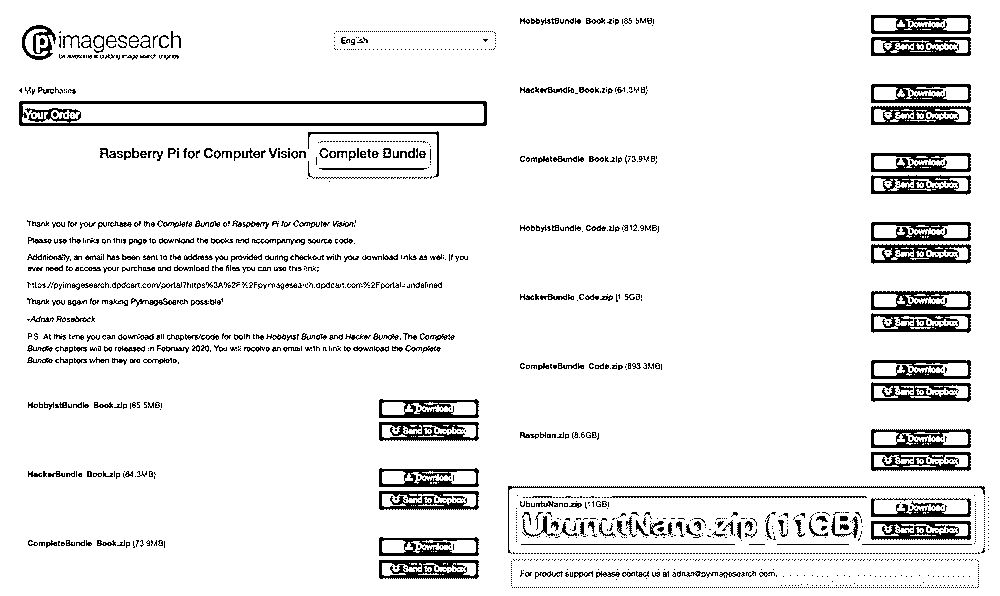 pyimagesearch
be awesome at building image search engines
English
My Purchases
Your Order
Raspberry Pi for Computer Vision Complete Bundle
Thank you for your purchase of the Complete Bundle of Raspberry Pi for Computer Vision!
Please use the links on this page to download the books and accompanying source code.
Additionally, an email has been sent to the address you provided during checkout with your download links as well. If you
ever need to access your purchase and download the files you can use this link:
https://pyimagesearch.dpdcart.com/portal?https%3A%2F%2Fpyimagesearch.dpdcart.com%2Fportal=undefined
Thank you again for making PyImageSearch possible!
-Adrian Rosebrock
P.S. At this time you can download all chapters/code for both the Hobbyist Bundle and Hacker Bundle. The Complete
Bundle chapters will be released in February 2020. You will receive an email with a link to download the Complete
Bundle chapters when they are complete.
HobbyistBundle_Book.zip (85.5MB)
Download
Send to Dropbox
HackerBundle_Book.zip (64.3MB)
Download
Send to Dropbox
CompleteBundle_Book.zip (73.9MB)
Download
Send to Dropbox
HobbyistBundle_Book.zip (85.5MB)
Download
Send to Dropbox
HackerBundle_Book.zip (64.3MB)
Download
Send to Dropbox
CompleteBundle_Book.zip (73.9MB)
Download
Send to Dropbox
HobbyistBundle_Code.zip (812.9MB)
Download
Send to Dropbox
HackerBundle_Code.zip (1.5GB)
Download
Send to Dropbox
CompleteBundle_Code.zip (893.3MB)
Download
Send to Dropbox
Raspbian.zip (8.6GB)
Download
Send to Dropbox
UbuntuNano.zip (11GB)
Download
UbunutNano.zip (11GB)
Send to Dropbox
For product support please contact us at adrian@pyimagesearch.com